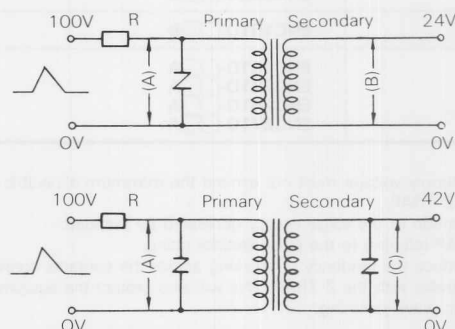 100V R Primary Secondary 24V
(A) (B)
0V 0V
100V R Primary Secondary 42V
(A) (C)
0V 0V